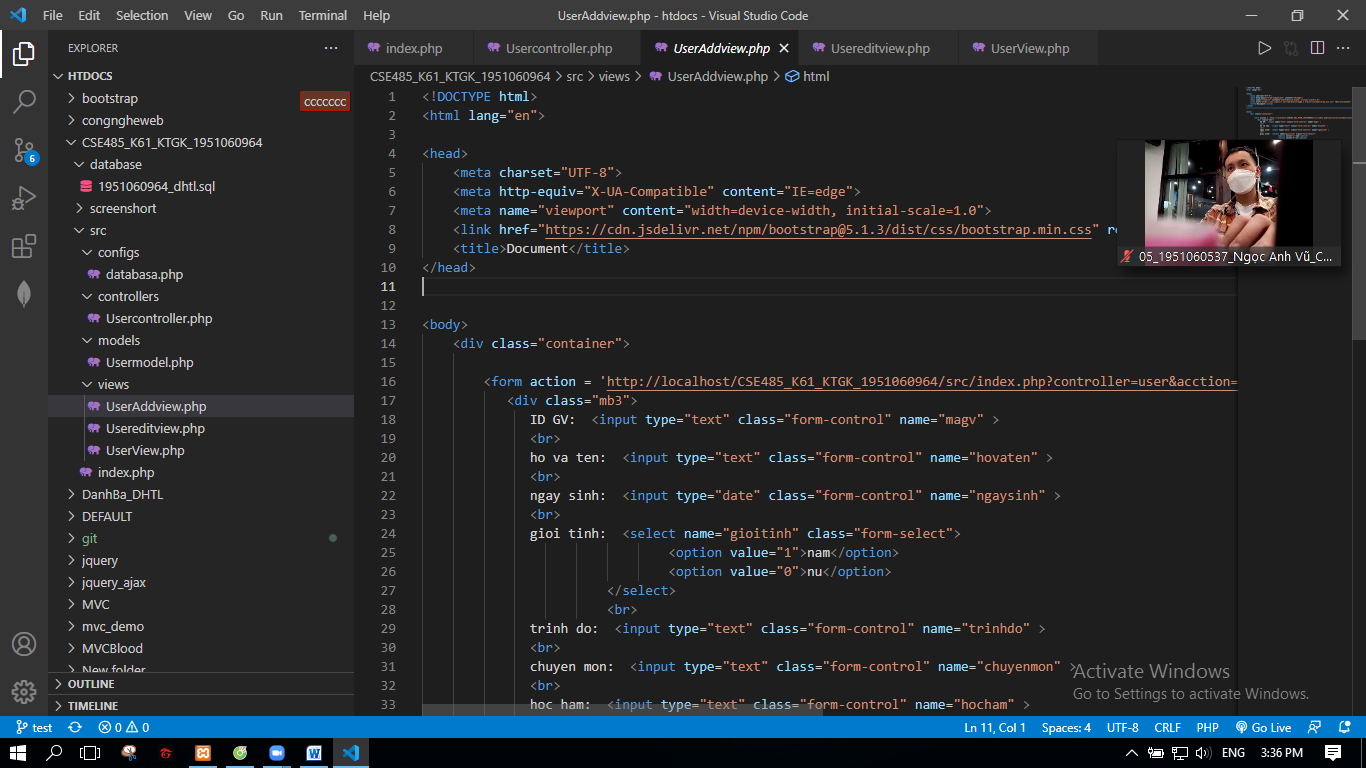 File Edit Selection View Go Run Terminal Help
UserAddview.php - htdocs - Visual Studio Code
EXPLORER
HTDOCS
bootstrap
ccccccc
congngheweb
CSE485_K61_KTGK_1951060964
database
1951060964_dhtl.sql
screenshort
src
configs
databasa.php
controllers
Usercontroller.php
models
Usermodel.php
views
UserAddview.php
Usereditview.php
UserView.php
index.php
DanhBa_DHTL
DEFAULT
git
jquery
jquery_ajax
MVC
mvc_demo
MVCBlood
New folder
OUTLINE
TIMELINE
6
index.php Usercontroller.php UserAddview.php Usereditview.php UserView.php
CSE485_K61_KTGK_1951060964 > src > views > UserAddview.php > html
1 <!DOCTYPE html>
2 <html lang="en">
3
4 <head>
5 <meta charset="UTF-8">
6 <meta http-equiv="X-UA-Compatible" content="IE=edge">
7 <meta name="viewport" content="width=device-width, initial-scale=1.0">
8 <link href="https://cdn.jsdelivr.net/npm/bootstrap@5.1.3/dist/css/bootstrap.min.css" re
9 <title>Document</title>
10 </head>
11
12
13 <body>
14 <div class="container">
15
16 <form action = 'http://localhost/CSE485_K61_KTGK_1951060964/src/index.php?controller=user&acction=
17 <div class="mb3">
18 ID GV: <input type="text" class="form-control" name="magv" >
19 <br>
20 ho va ten: <input type="text" class="form-control" name="hovaten" >
21 <br>
22 ngay sinh: <input type="date" class="form-control" name="ngaysinh" >
23 <br>
24 gioi tinh: <select name="gioitinh" class="form-select">
25 <option value="1">nam</option>
26 <option value="0">nu</option>
27 </select>
28 <br>
29 trinh do: <input type="text" class="form-control" name="trinhdo" >
30 <br>
31 chuyen mon: <input type="text" class="form-control" name="chuyenmon" >
32 <br>
33 hoc ham: <input type="text" class="form-control" name="hocham" >
05_1951060537_Ngọc Anh Vũ_C...
Activate Windows
Go to Settings to activate Windows.
test 0 0 Ln 11, Col 1 Spaces: 4 UTF-8 CRLF PHP Go Live
ENG 3:36 PM